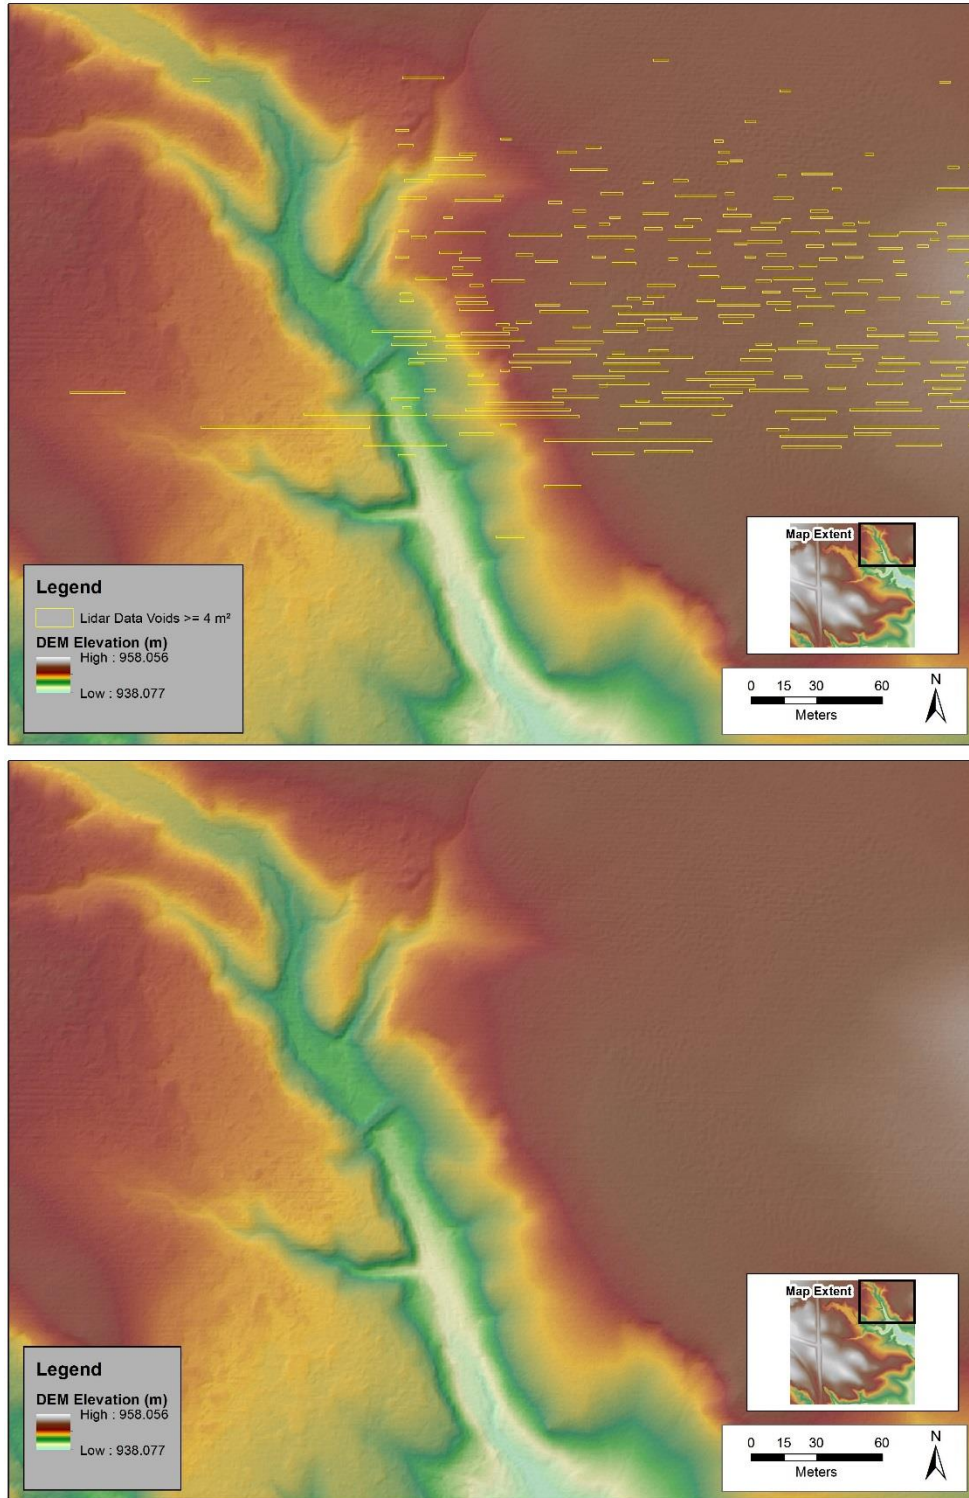 Map Extent
Legend
Lidar Data Voids >= 4 m²
DEM Elevation (m)
High : 958.056
Low : 938.077
N
0 15 30 60
Meters
Map Extent
Legend
DEM Elevation (m)
High : 958.056
Low : 938.077
N
0 15 30 60
Meters